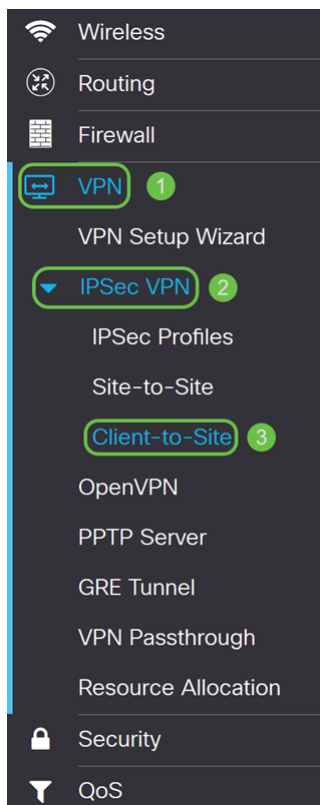 Wireless
Routing
Firewall
VPN 1
VPN Setup Wizard
IPSec VPN 2
IPSec Profiles
Site-to-Site
Client-to-Site 3
OpenVPN
PPTP Server
GRE Tunnel
VPN Passthrough
Resource Allocation
Security
QoS